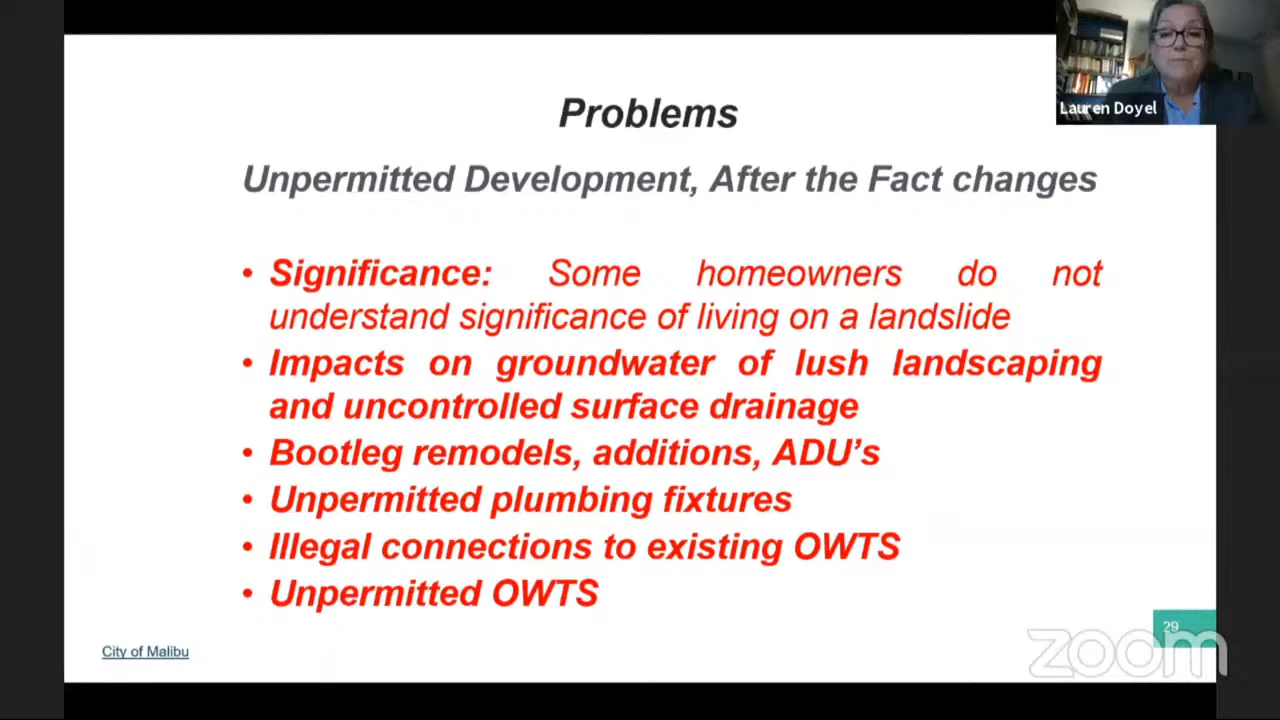 Problems
Lauren Doyel
Unpermitted Development, After the Fact changes
• Significance: Some homeowners do not
understand significance of living on a landslide
• Impacts on groundwater of lush landscaping
and uncontrolled surface drainage
• Bootleg remodels, additions, ADU’s
• Unpermitted plumbing fixtures
• Illegal connections to existing OWTS
• Unpermitted OWTS
29
City of Malibu
zoom